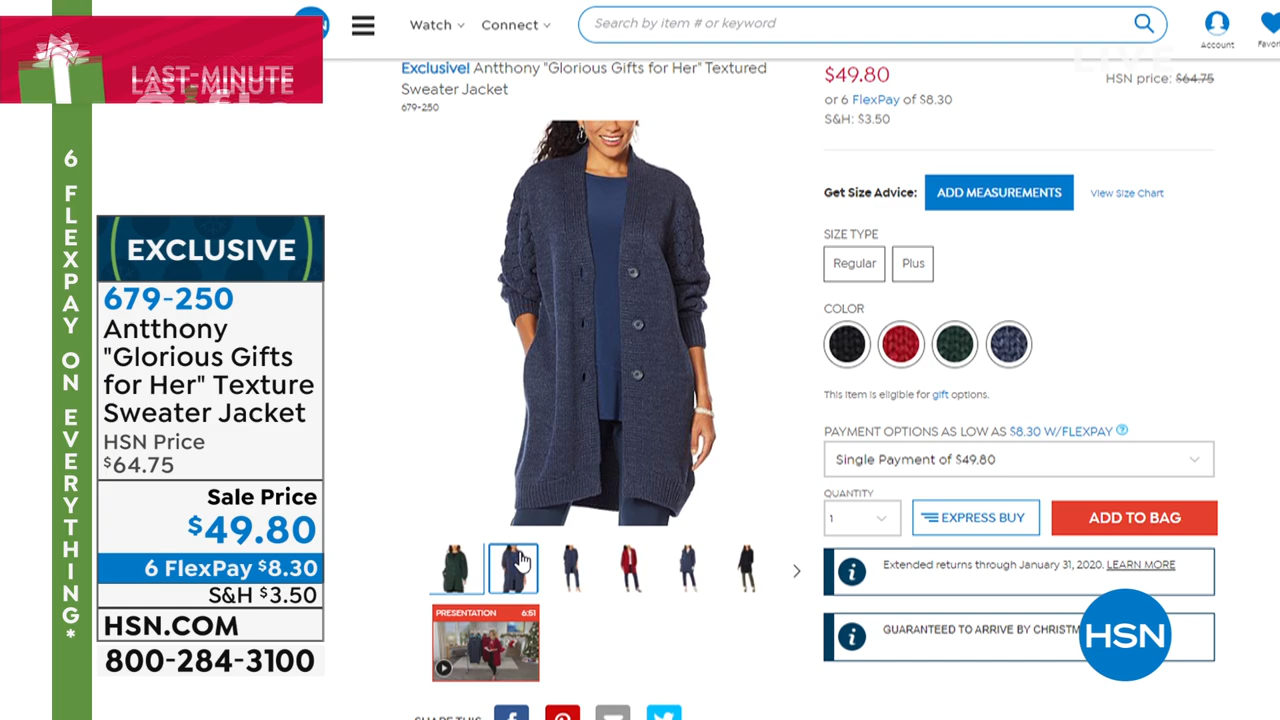 Watch
Connect
Search by item # or keyword
Account
LIVE
LAST-MINUTE
Gifts
6 FLEXPAY ON EVERYTHING*
EXCLUSIVE
679-250
Antthony
"Glorious Gifts
for Her" Texture
Sweater Jacket
HSN Price
$64.75
Sale Price
$49.80
6 FlexPay $8.30
S&H $3.50
HSN.COM
800-284-3100
Exclusive! Antthony "Glorious Gifts for Her" Textured
Sweater Jacket
679-250
PRESENTATION 6:51
$49.80
HSN price: $64.75
or 6 FlexPay of $8.30
S&H: $3.50
Get Size Advice: ADD MEASUREMENTS View Size Chart
SIZE TYPE
Regular Plus
COLOR
This item is eligible for gift options.
PAYMENT OPTIONS AS LOW AS $8.30 W/FLEXPAY ?
Single Payment of $49.80
QUANTITY
1
EXPRESS BUY
ADD TO BAG
Extended returns through January 31, 2020. LEARN MORE
GUARANTEED TO ARRIVE BY CHRISTM
HSN
SHARE THIS